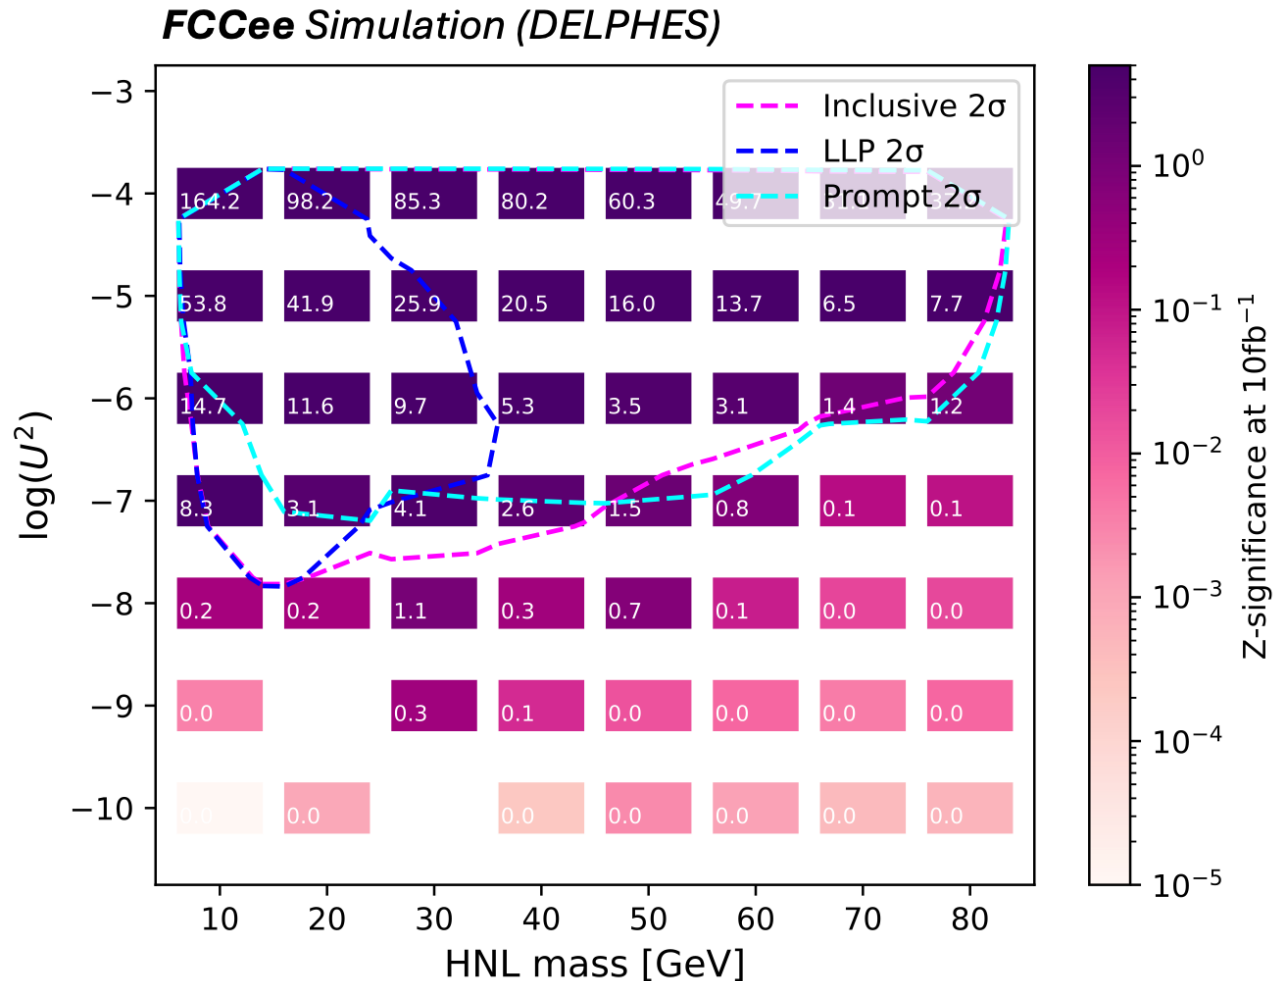 FCCee Simulation (DELPHES)
Inclusive 2σ
LLP 2σ
Prompt 2σ
−3
−4
−5
−6
−7
−8
−9
−10
log(U²)
164.2 98.2 85.3 80.2 60.3 49.7
53.8 41.9 25.9 20.5 16.0 13.7 6.5 7.7
14.7 11.6 9.7 5.3 3.5 3.1 1.4 1.2
8.3 3.1 4.1 2.6 1.5 0.8 0.1 0.1
0.2 0.2 1.1 0.3 0.7 0.1 0.0 0.0
0.0 0.3 0.1 0.0 0.0 0.0 0.0
0.0 0.0 0.0 0.0 0.0 0.0 0.0
10 20 30 40 50 60 70 80
HNL mass [GeV]
10⁰
10⁻¹
10⁻²
10⁻³
10⁻⁴
10⁻⁵
Z-significance at 10fb⁻¹